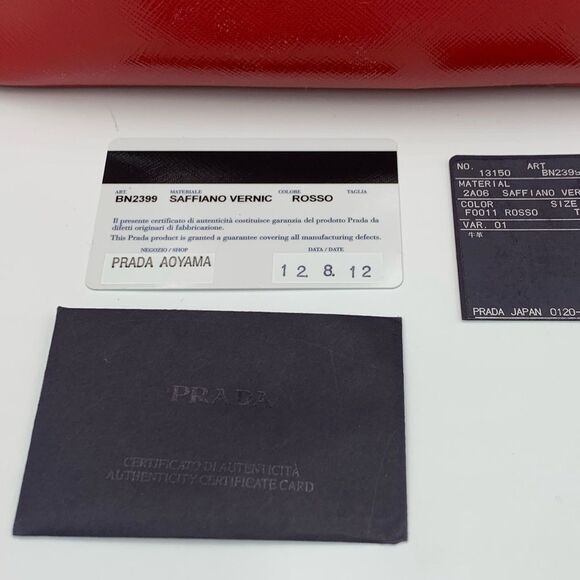 ART. MATERIALE COLORE TAGLIA
BN2399 SAFFIANO VERNIC ROSSO
Il presente certificato di autenticità costituisce garanzia del prodotto Prada da
difetti originari di fabbricazione.
This Prada product is granted a guarantee covering all manufacturing defects.
NEGOZIO / SHOP DATA / DATE
PRADA AOYAMA 12. 8. 12
NO. ART
13150 BN2399
MATERIAL
2A06 SAFFIANO VER
COLOR SIZE
F0011 ROSSO T
VAR. 01
牛革
PRADA JAPAN 0120-
PRADA
CERTIFICATO DI AUTENTICITÀ
AUTHENTICITY CERTIFICATE CARD